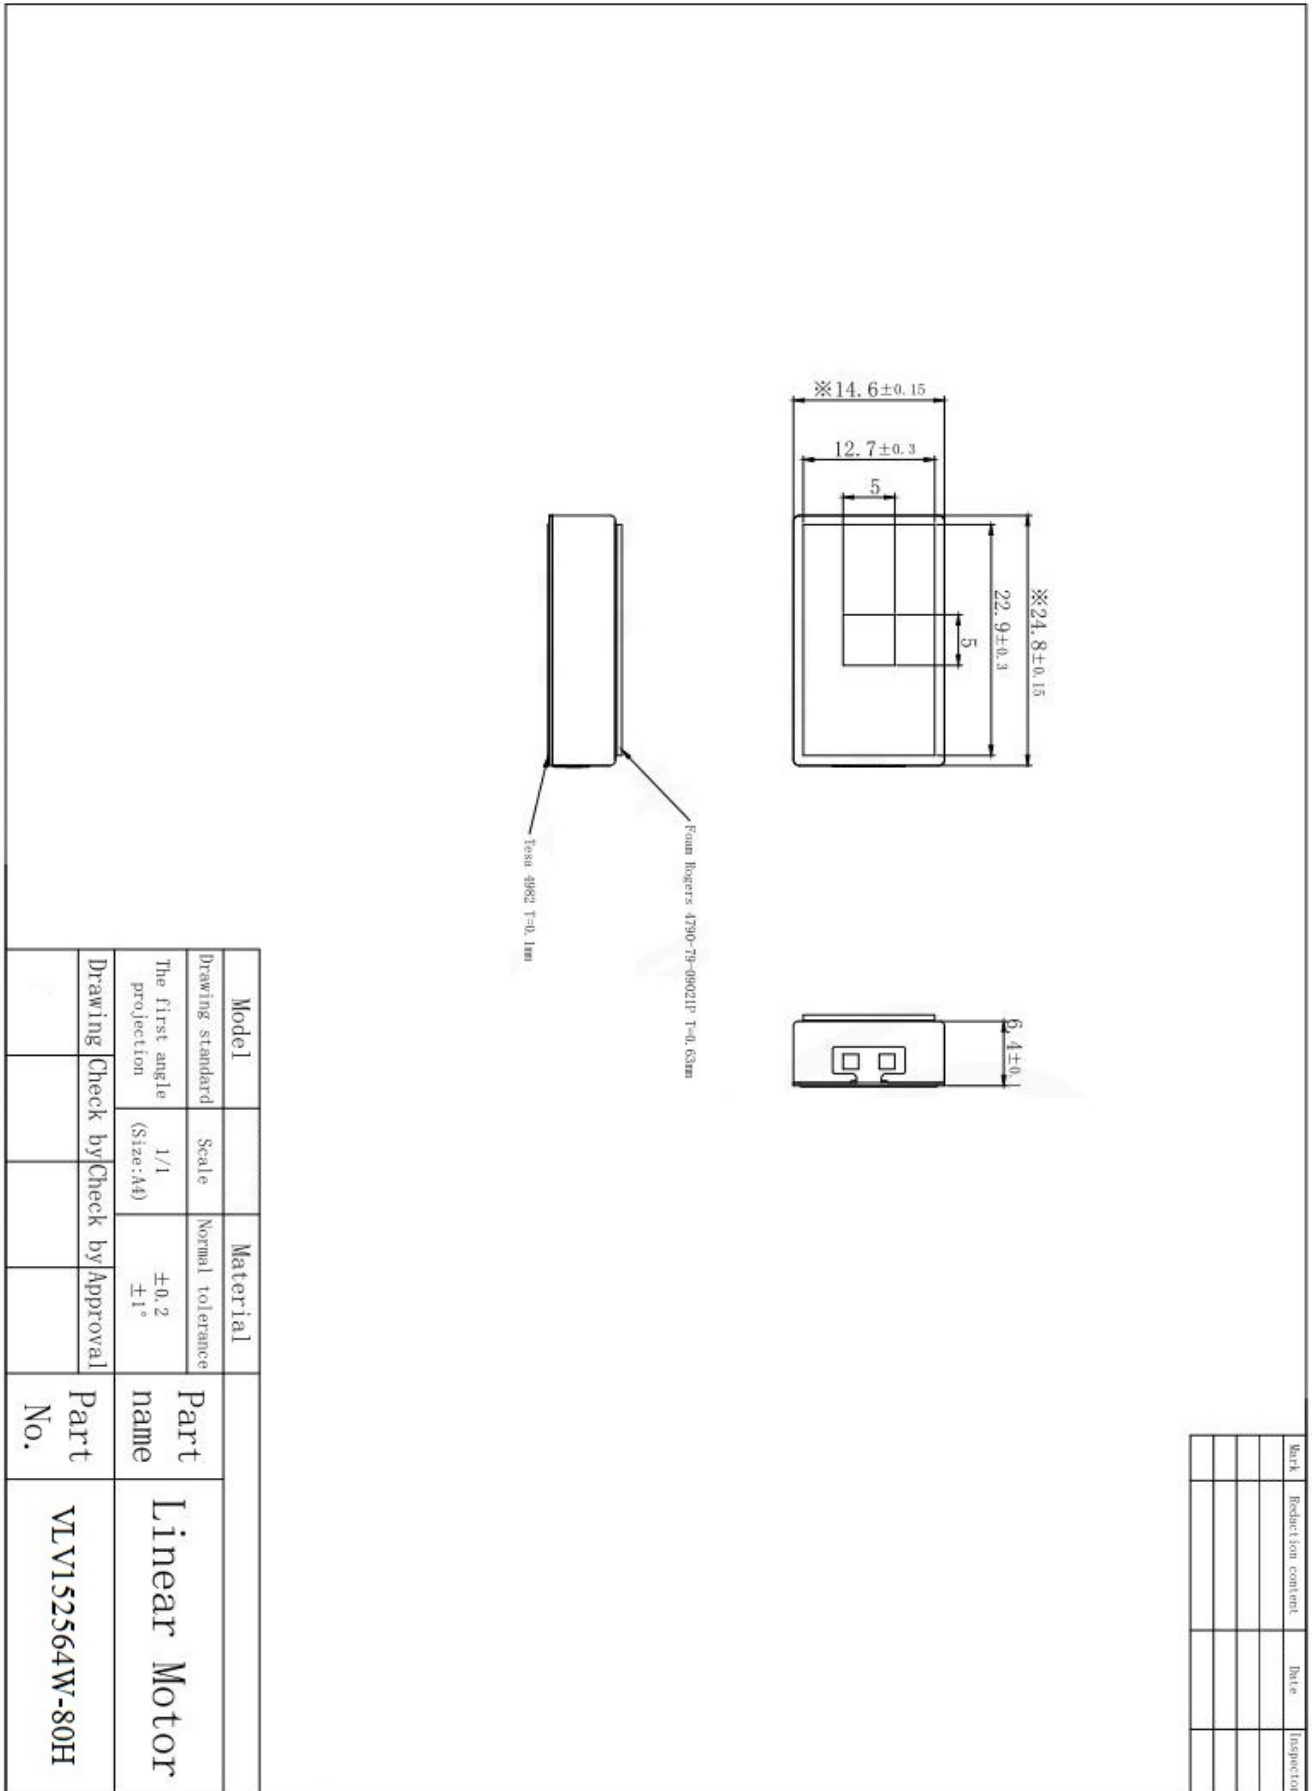 Mark Redaction content Date Inspector
※14.6±0.15
12.7±0.3
5
※24.8±0.15
22.9±0.3
5
6.4±0.1
Foam Rogers 4790-79-09021P T=0.63mm
Tesa 4982 T=0.1mm
Model
Material
Drawing standard
Scale
Normal tolerance
The first angle
projection
1/1
(Size:A4)
±0.2
±1°
Drawing
Check by
Check by
Approval
Part
name
Linear Motor
Part
No.
VLV152564W-80H